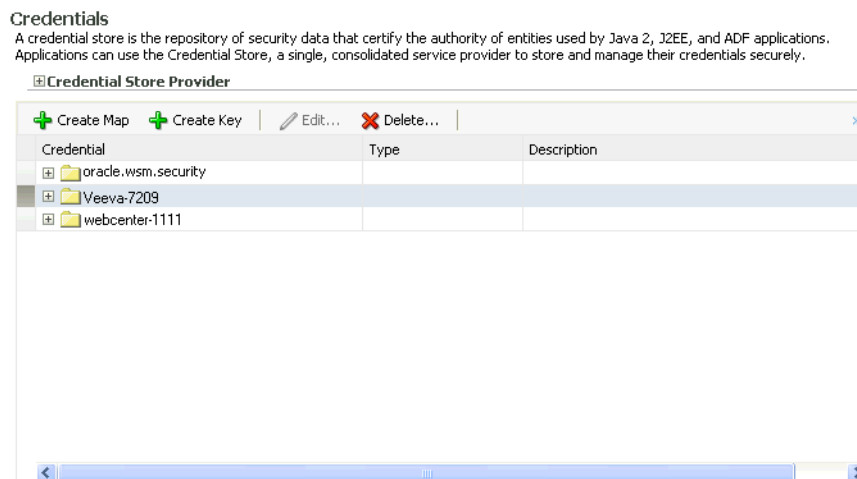 Credentials
A credential store is the repository of security data that certify the authority of entities used by Java 2, J2EE, and ADF applications.
Applications can use the Credential Store, a single, consolidated service provider to store and manage their credentials securely.
Credential Store Provider
Create Map Create Key Edit... Delete...
Credential Type Description
oracle.wsm.security
Veeva-7209
webcenter-1111